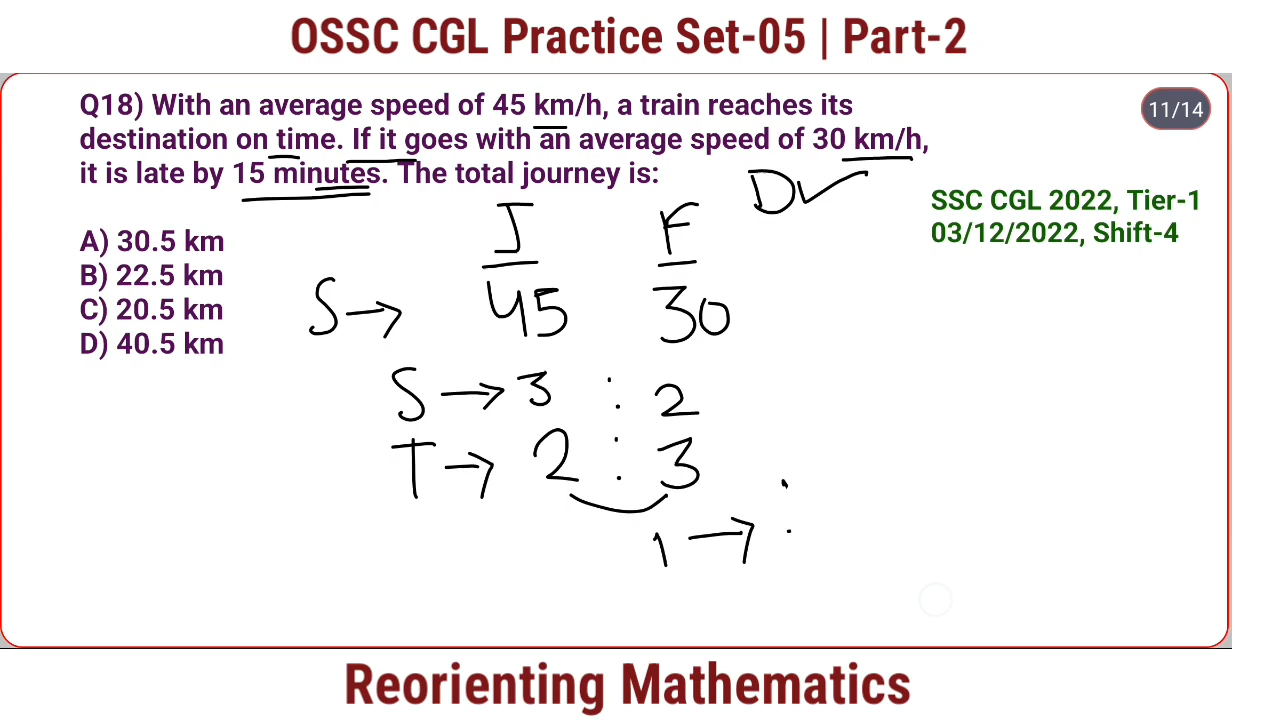 OSSC CGL Practice Set-05 | Part-2
Q18) With an average speed of 45 km/h, a train reaches its
destination on time. If it goes with an average speed of 30 km/h,
it is late by 15 minutes. The total journey is:
11/14
D✓
SSC CGL 2022, Tier-1
03/12/2022, Shift-4
A) 30.5 km
B) 22.5 km
C) 20.5 km
D) 40.5 km
I F
S → 45 30
S → 3 : 2
T → 2 : 3
1 → :
Reorienting Mathematics